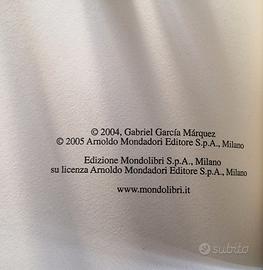 © 2004, Gabriel García Márquez
© 2005 Arnoldo Mondadori Editore S.p.A., Milano
Edizione Mondolibri S.p.A., Milano
su licenza Arnoldo Mondadori Editore S.p.A., Milano
www.mondolibri.it
subito